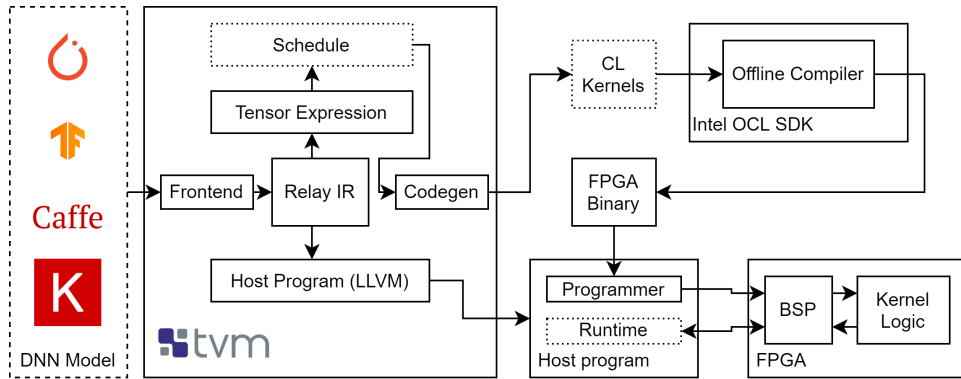 Schedule
Tensor Expression
Frontend
Relay IR
Codegen
Host Program (LLVM)
tvm
Caffe
K
DNN Model
CL
Kernels
Offline Compiler
Intel OCL SDK
FPGA
Binary
Programmer
Runtime
Host program
BSP
Kernel
Logic
FPGA